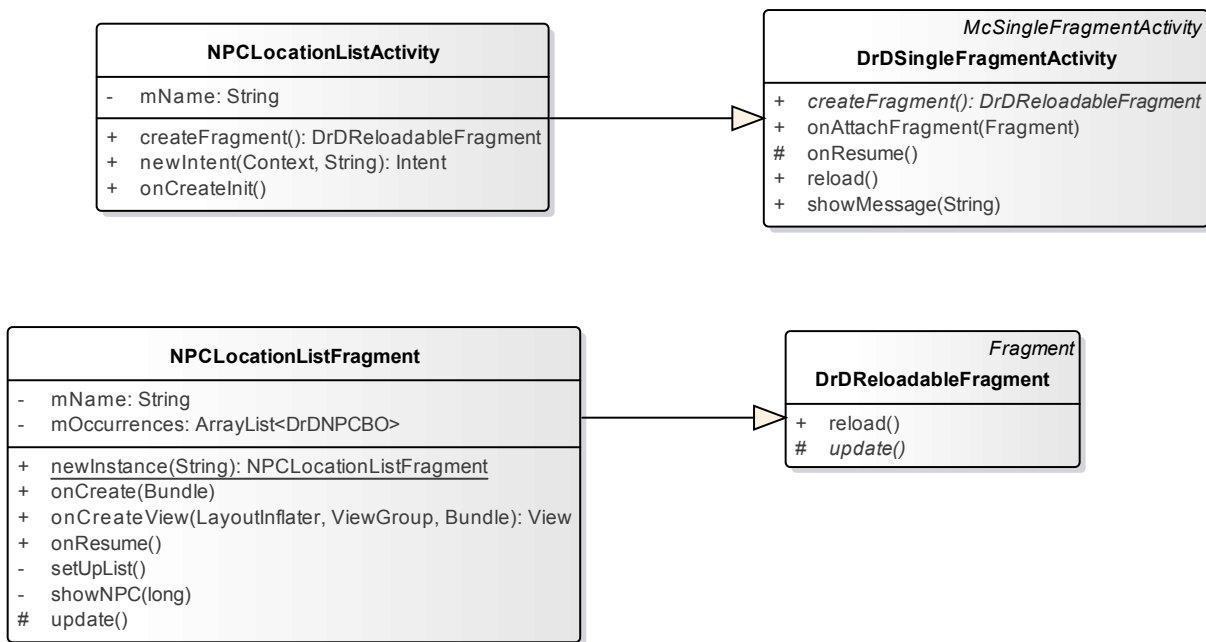 NPCLocationListActivity
- mName: String
+ createFragment(): DrDReloadableFragment
+ newIntent(Context, String): Intent
+ onCreateInit()
McSingleFragmentActivity
DrDSingleFragmentActivity
+ createFragment(): DrDReloadableFragment
+ onAttachFragment(Fragment)
# onResume()
+ reload()
+ showMessage(String)
NPCLocationListFragment
- mName: String
- mOccurrences: ArrayList<DrDNPCBO>
+ newInstance(String): NPCLocationListFragment
+ onCreate(Bundle)
+ onCreateView(LayoutInflater, ViewGroup, Bundle): View
+ onResume()
- setUpList()
- showNPC(long)
# update()
Fragment
DrDReloadableFragment
+ reload()
# update()